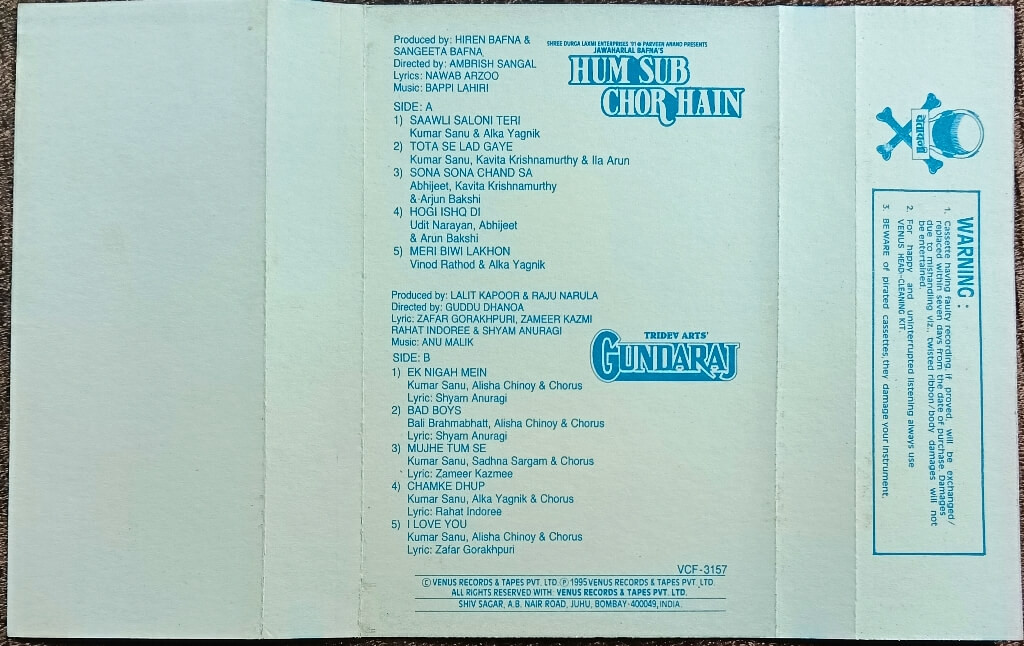 Produced by: HIREN BAFNA &
SANGEETA BAFNA
Directed by: AMBRISH SANGAL
Lyrics: NAWAB ARZOO
Music: BAPPI LAHIRI
SHREE DURGA LAXMI ENTERPRISES '91 & PARVEEN ANAND PRESENTS
JAWAHARLAL BAFNA'S
HUM SUB
CHOR HAIN
SIDE: A
1) SAAWLI SALONI TERI
Kumar Sanu & Alka Yagnik
2) TOTA SE LAD GAYE
Kumar Sanu, Kavita Krishnamurthy & Ila Arun
3) SONA SONA CHAND SA
Abhijeet, Kavita Krishnamurthy
& Arjun Bakshi
4) HOGI ISHQ DI
Udit Narayan, Abhijeet
& Arun Bakshi
5) MERI BIWI LAKHON
Vinod Rathod & Alka Yagnik
Produced by: LALIT KAPOOR & RAJU NARULA
Directed by: GUDDU DHANOA
Lyric: ZAFAR GORAKHPURI, ZAMEER KAZMI
RAHAT INDOREE & SHYAM ANURAGI
Music: ANU MALIK
TRIDEV ARTS'
GUNDARAJ
SIDE: B
1) EK NIGAH MEIN
Kumar Sanu, Alisha Chinoy & Chorus
Lyric: Shyam Anuragi
2) BAD BOYS
Bali Brahmabhatt, Alisha Chinoy & Chorus
Lyric: Shyam Anuragi
3) MUJHE TUM SE
Kumar Sanu, Sadhna Sargam & Chorus
Lyric: Zameer Kazmee
4) CHAMKE DHUP
Kumar Sanu, Alka Yagnik & Chorus
Lyric: Rahat Indoree
5) I LOVE YOU
Kumar Sanu, Alisha Chinoy & Chorus
Lyric: Zafar Gorakhpuri
VCF-3157
© VENUS RECORDS & TAPES PVT. LTD. ℗ 1995 VENUS RECORDS & TAPES PVT. LTD.
ALL RIGHTS RESERVED WITH: VENUS RECORDS & TAPES PVT. LTD.
SHIV SAGAR, A.B. NAIR ROAD, JUHU, BOMBAY-400049, INDIA.
WARNING :
1. Cassette having faulty recording, if proved, will be exchanged/
replaced within seven days from the date of purchase. Damages
due to mishandling viz., twisted ribbon/body damages will not
be entertained.
2. For happy and uninterrupted listening always use
VENUS HEAD-CLEANING KIT.
3. BEWARE of pirated cassettes, they damage your instrument.